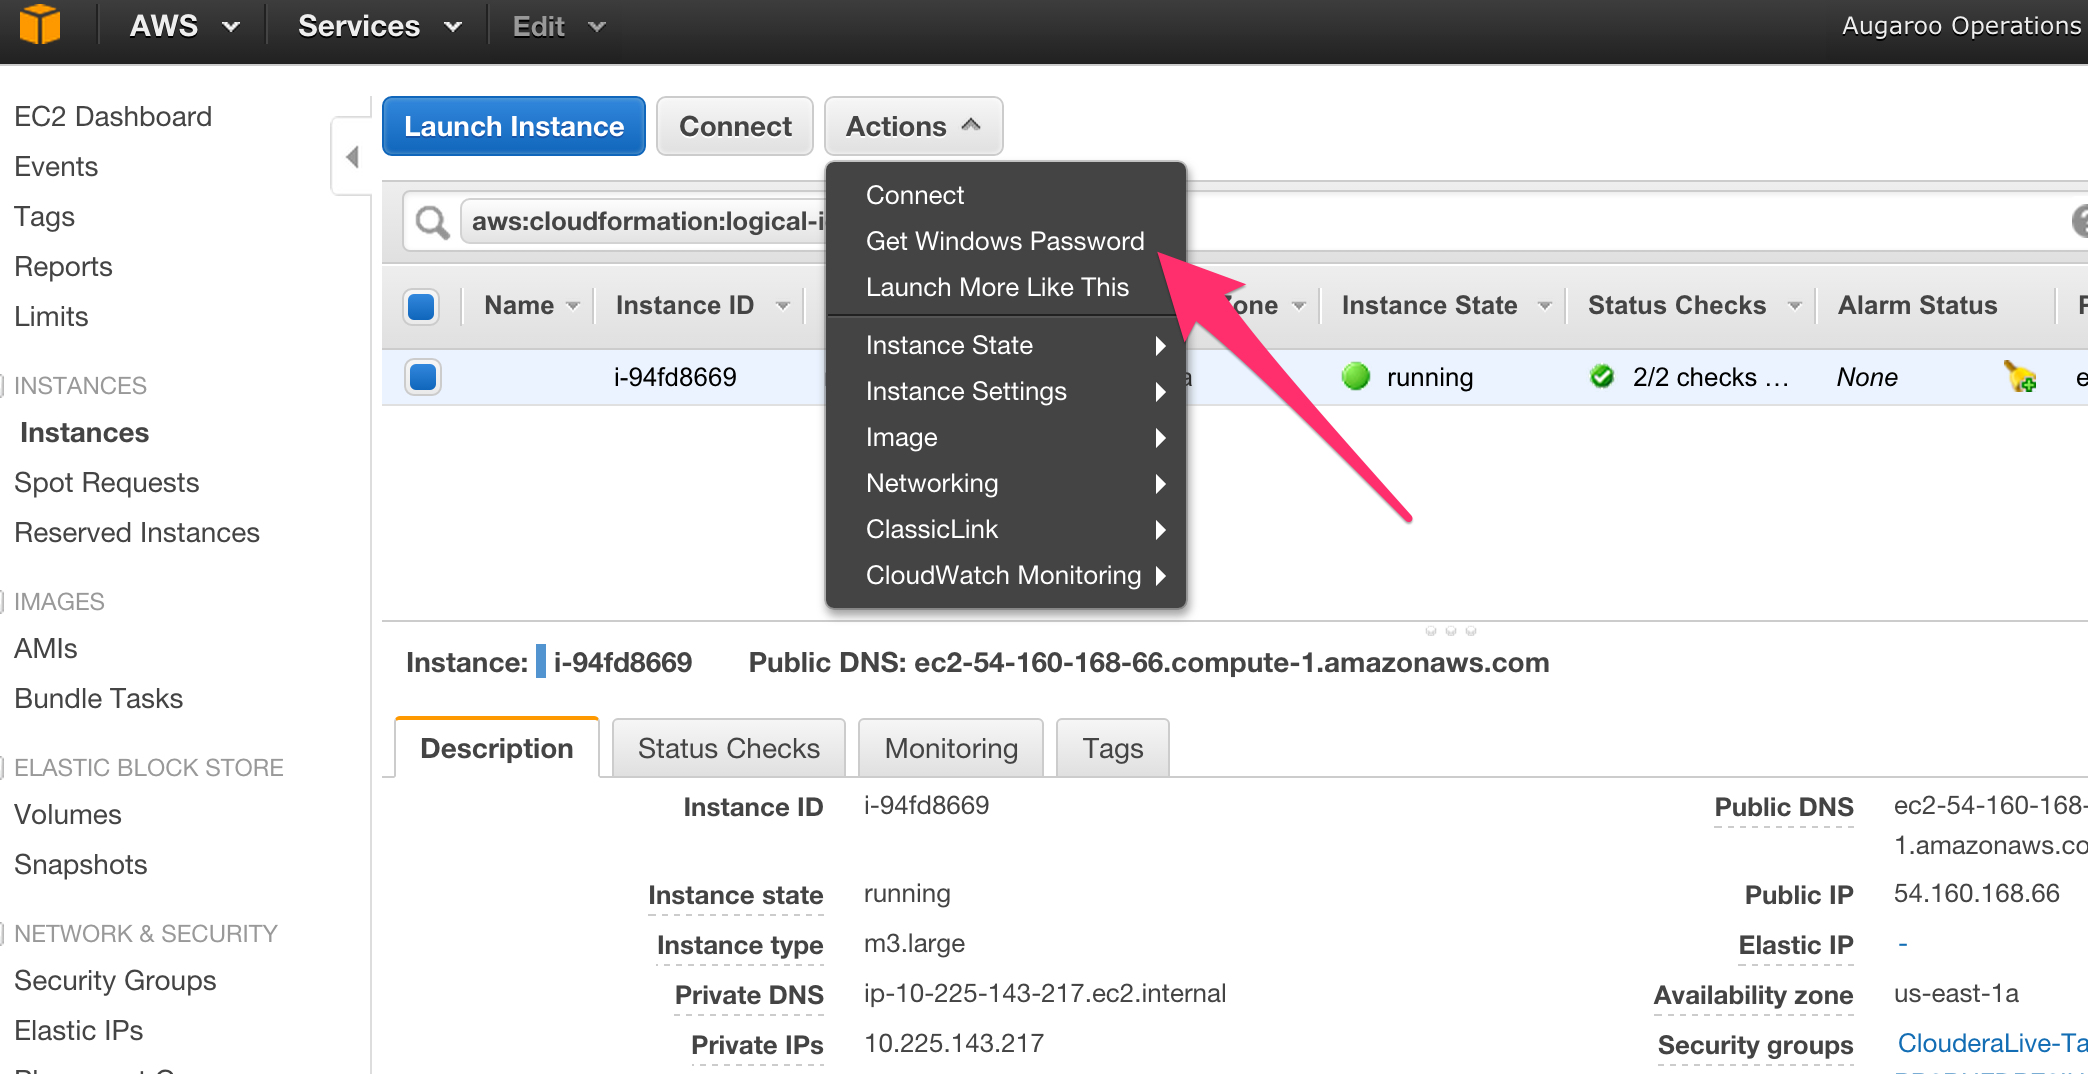 AWS Services Edit Augaroo Operations
EC2 Dashboard
Events
Tags
Reports
Limits
INSTANCES
Instances
Spot Requests
Reserved Instances
IMAGES
AMIs
Bundle Tasks
ELASTIC BLOCK STORE
Volumes
Snapshots
NETWORK & SECURITY
Security Groups
Elastic IPs
Launch Instance Connect Actions
aws:cloudformation:logical-i
Connect
Get Windows Password
Launch More Like This
Instance State
Instance Settings
Image
Networking
ClassicLink
CloudWatch Monitoring
Name Instance ID Zone Instance State Status Checks Alarm Status
i-94fd8669 running 2/2 checks ... None
Instance: i-94fd8669 Public DNS: ec2-54-160-168-66.compute-1.amazonaws.com
Description Status Checks Monitoring Tags
Instance ID i-94fd8669 Public DNS ec2-54-160-168-
1.amazonaws.co
Instance state running Public IP 54.160.168.66
Instance type m3.large Elastic IP -
Private DNS ip-10-225-143-217.ec2.internal Availability zone us-east-1a
Private IPs 10.225.143.217 Security groups ClouderaLive-Ta